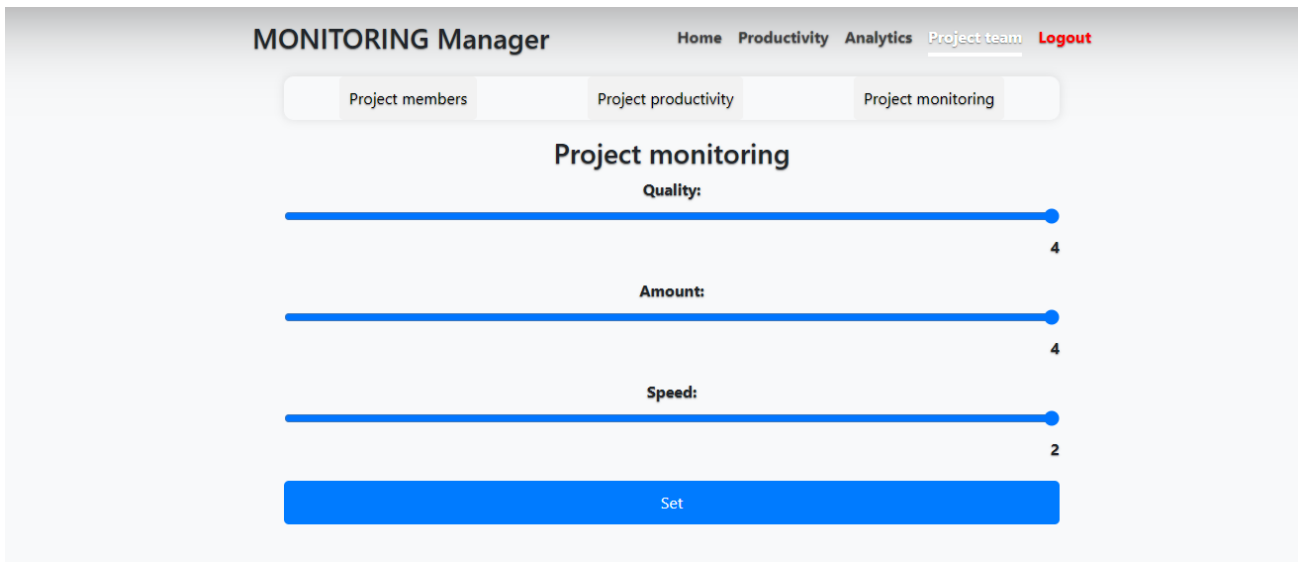 MONITORING Manager Home Productivity Analytics Project team Logout
Project members Project productivity Project monitoring
Project monitoring
Quality:
4
Amount:
4
Speed:
2
Set